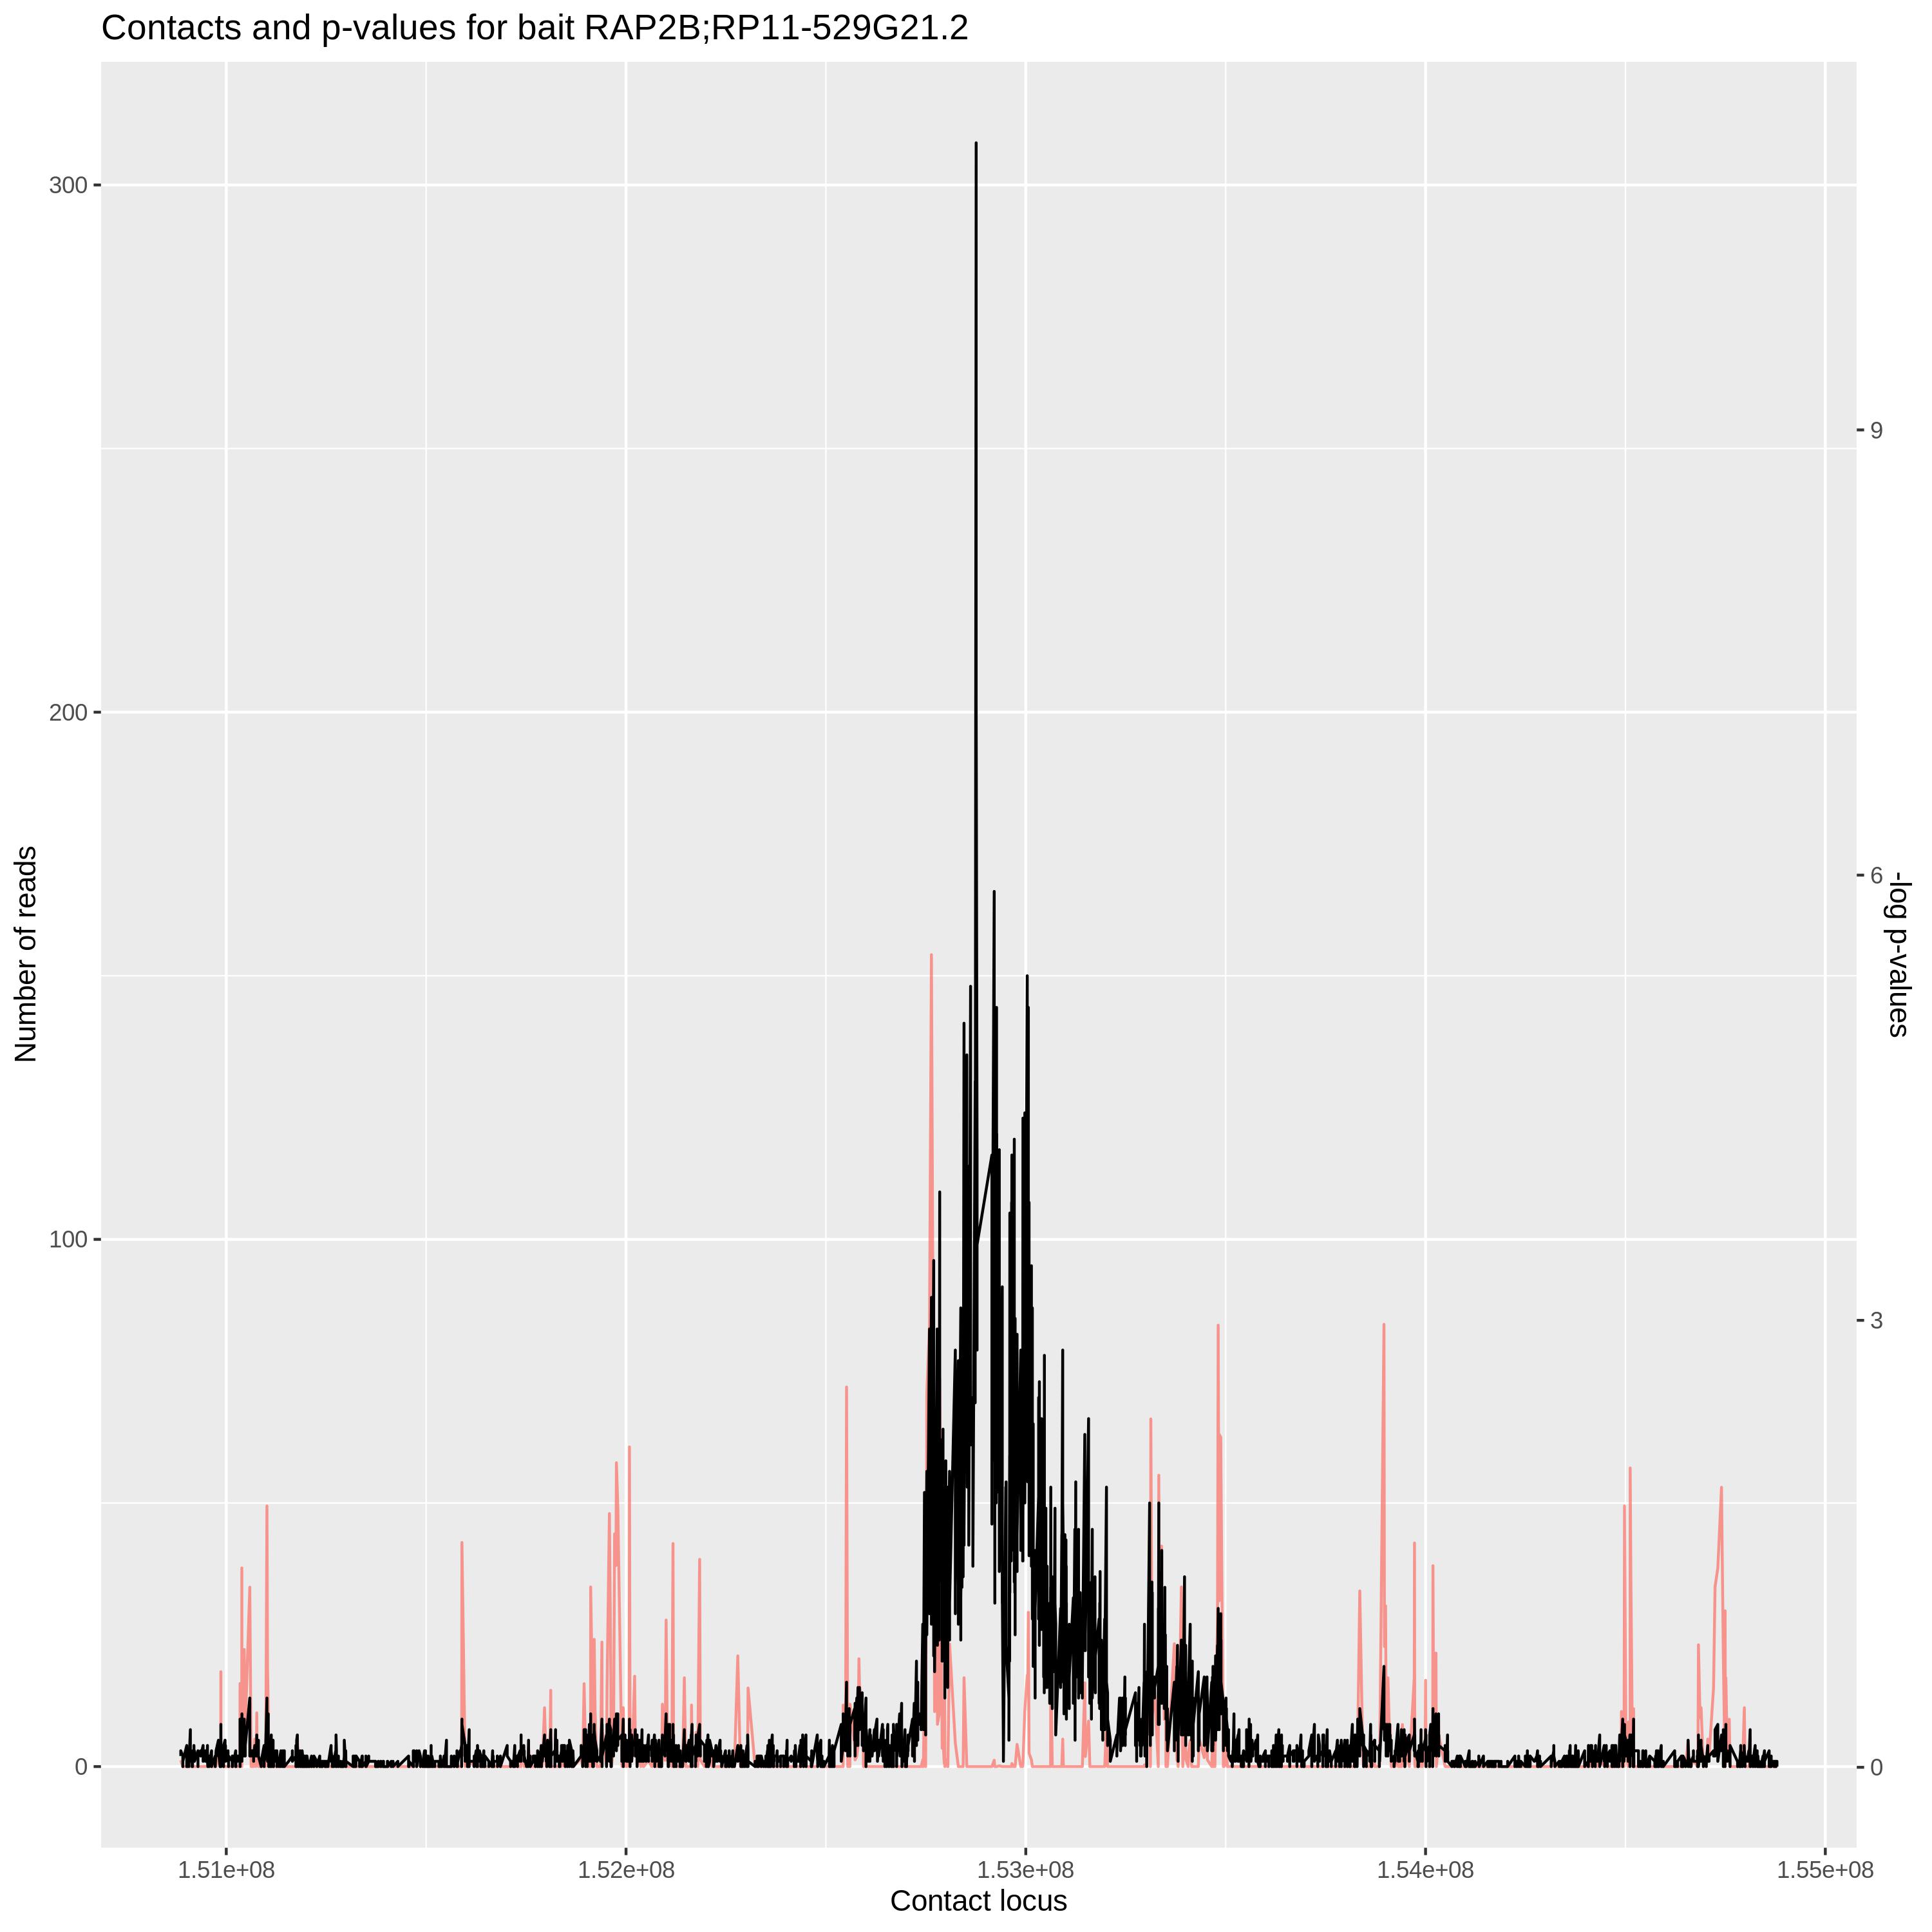 Contacts and p-values for bait RAP2B;RP11-529G21.2
300
200
100
0
Number of reads
9
6
3
0
-log p-values
1.51e+08 1.52e+08 1.53e+08 1.54e+08 1.55e+08
Contact locus